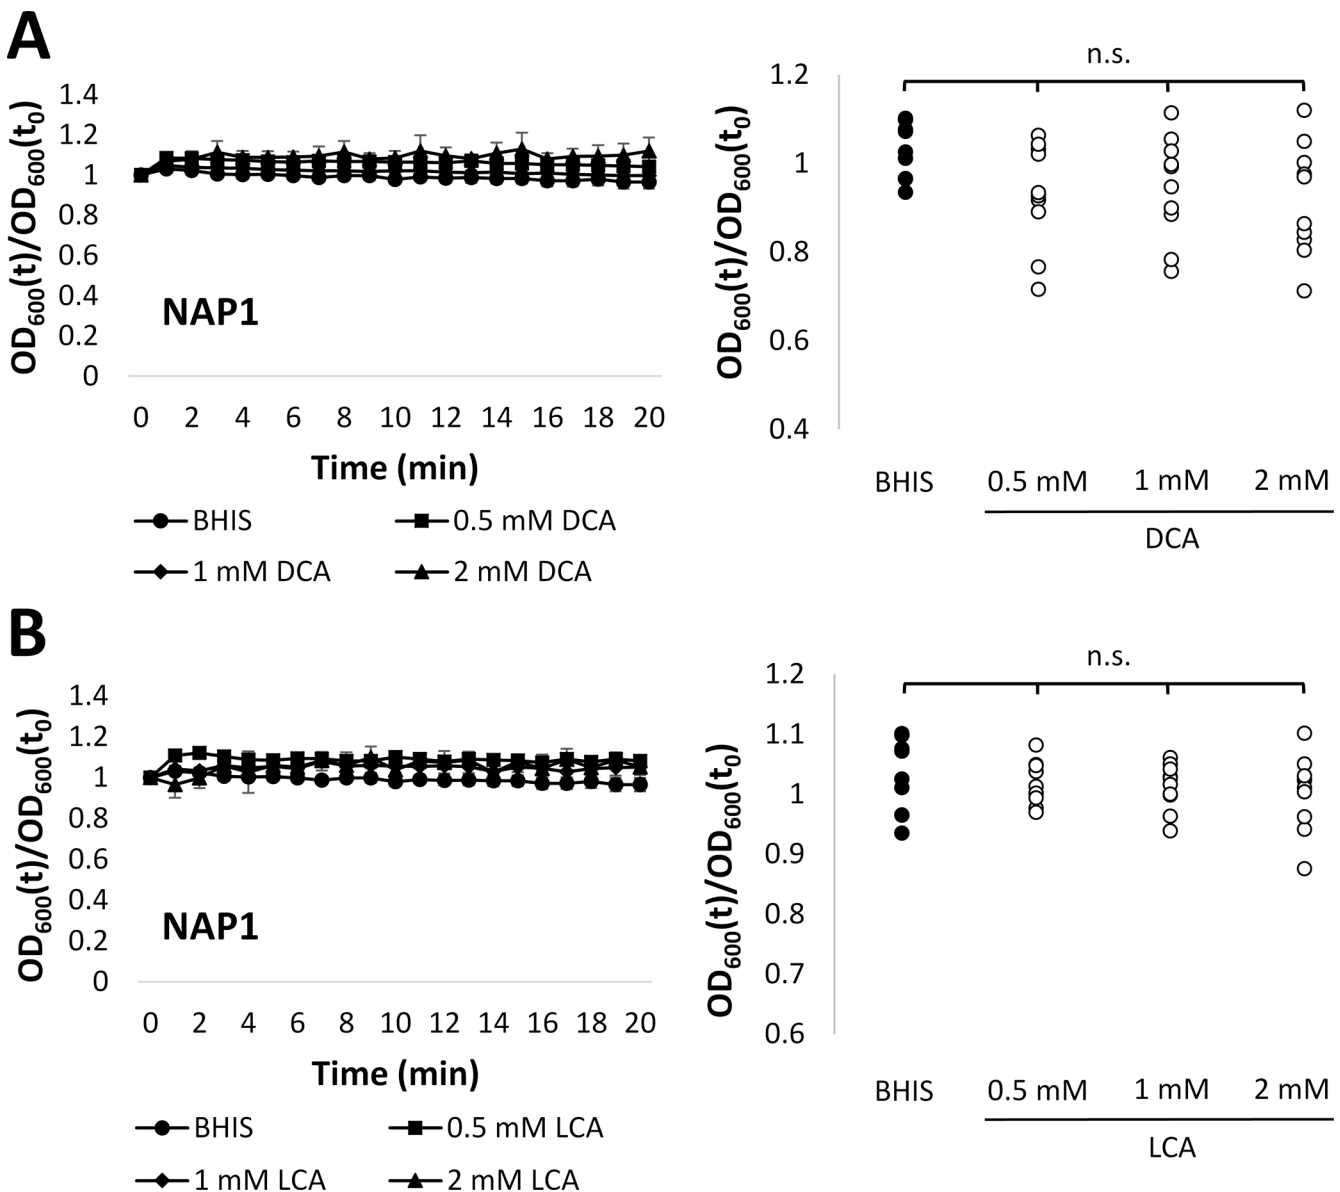 A
OD600(t)/OD600(t0)
1.4
1.2
1
0.8
0.6
0.4
0.2
0
NAP1
0 2 4 6 8 10 12 14 16 18 20
Time (min)
BHIS 0.5 mM DCA
1 mM DCA 2 mM DCA
n.s.
OD600(t)/OD600(t0)
1.2
1
0.8
0.6
0.4
BHIS 0.5 mM 1 mM 2 mM
DCA
B
OD600(t)/OD600(t0)
1.4
1.2
1
0.8
0.6
0.4
0.2
0
NAP1
0 2 4 6 8 10 12 14 16 18 20
Time (min)
BHIS 0.5 mM LCA
1 mM LCA 2 mM LCA
n.s.
OD600(t)/OD600(t0)
1.2
1.1
1
0.9
0.8
0.7
0.6
BHIS 0.5 mM 1 mM 2 mM
LCA